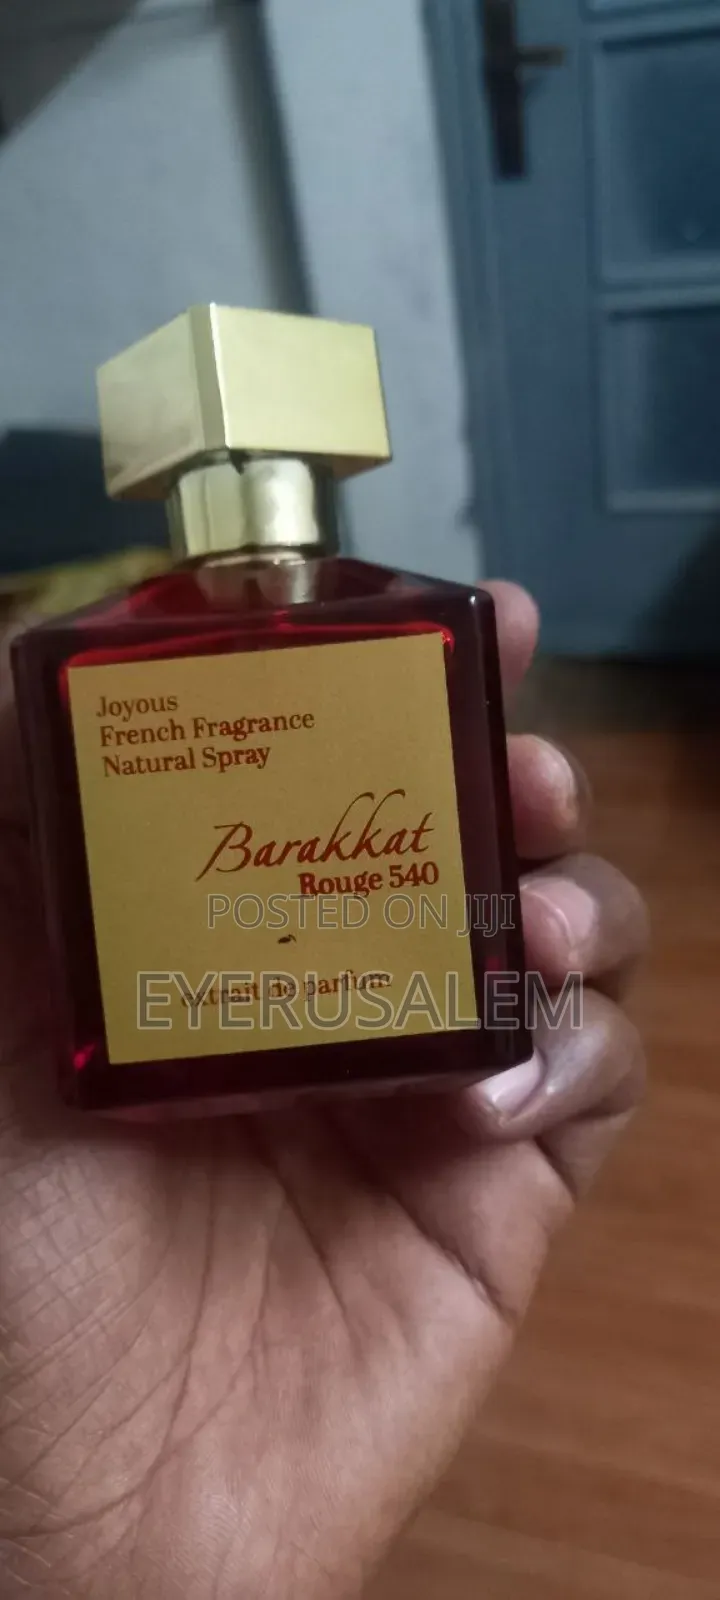 Joyous
French Fragrance
Natural Spray
Barakkat
Rouge 540
POSTED ON JIJI
extrait de parfum
EYERUSALEM